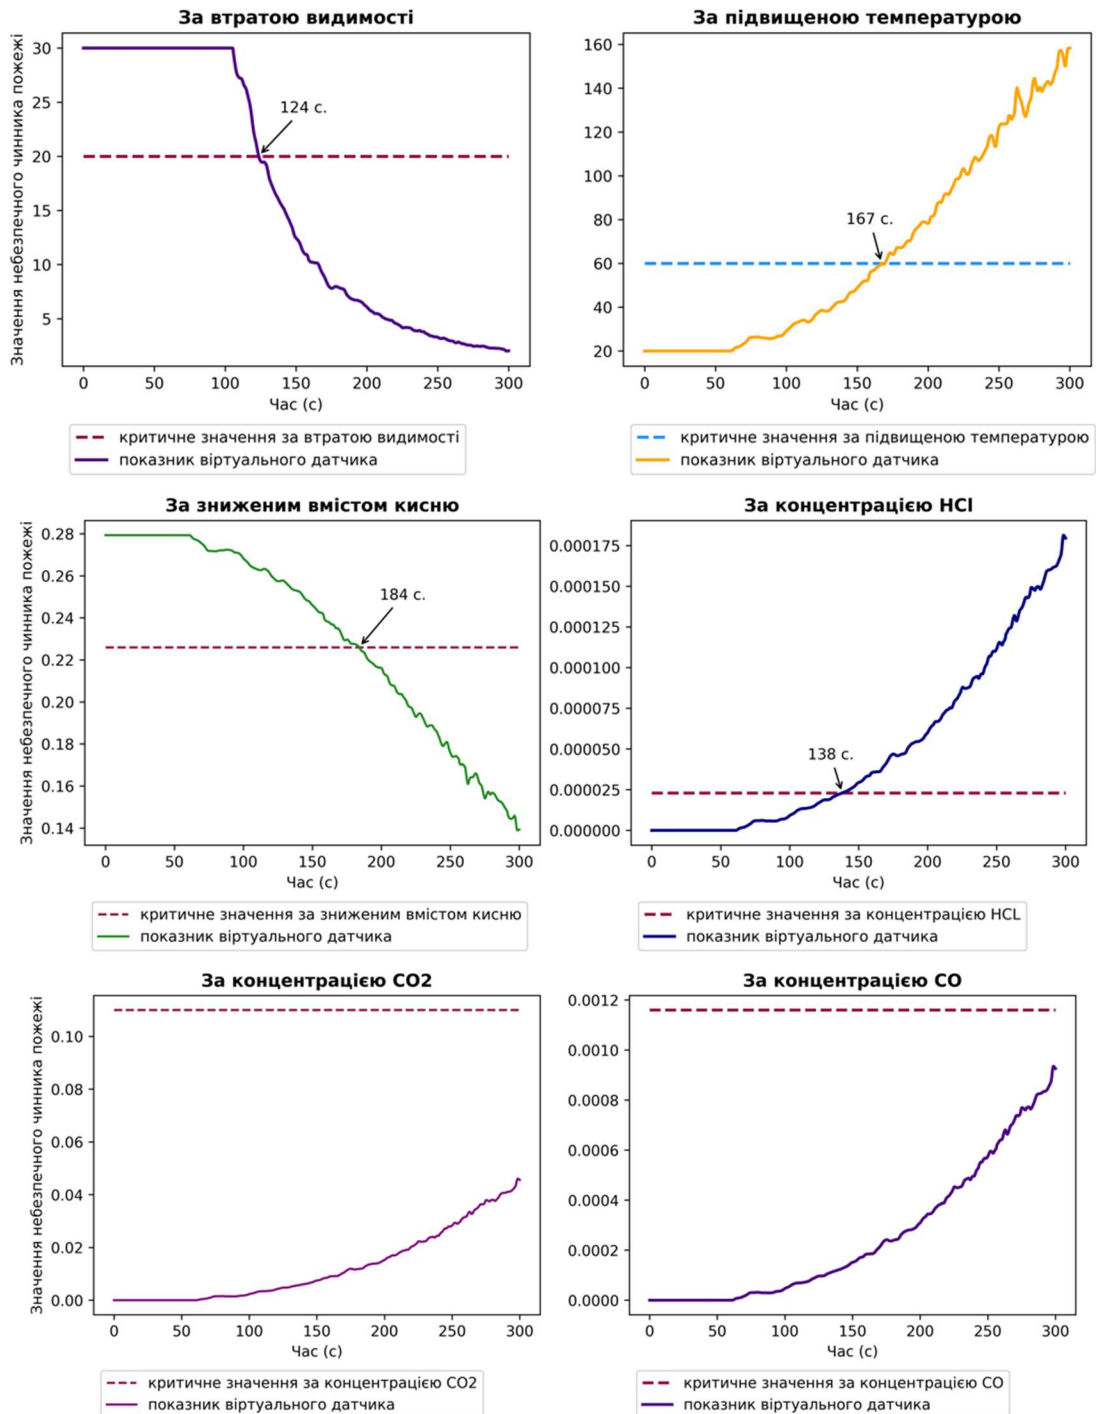 За втратою видимості
Значення небезпечного чинника пожежі
30
25
20
15
10
5
124 с.
0 50 100 150 200 250 300
Час (с)
критичне значення за втратою видимості
показник віртуального датчика
За підвищеною температурою
160
140
120
100
80
60
40
20
167 с.
0 50 100 150 200 250 300
Час (с)
критичне значення за підвищеною температурою
показник віртуального датчика
За зниженим вмістом кисню
Значення небезпечного чинника пожежі
0.28
0.26
0.24
0.22
0.20
0.18
0.16
0.14
184 с.
0 50 100 150 200 250 300
Час (с)
критичне значення за зниженим вмістом кисню
показник віртуального датчика
За концентрацією HCl
0.000175
0.000150
0.000125
0.000100
0.000075
0.000050
0.000025
0.000000
138 с.
0 50 100 150 200 250 300
Час (с)
критичне значення за концентрацією HCL
показник віртуального датчика
За концентрацією CO2
Значення небезпечного чинника пожежі
0.10
0.08
0.06
0.04
0.02
0.00
0 50 100 150 200 250 300
Час (с)
критичне значення за концентрацією CO2
показник віртуального датчика
За концентрацією CO
0.0012
0.0010
0.0008
0.0006
0.0004
0.0002
0.0000
0 50 100 150 200 250 300
Час (с)
критичне значення за концентрацією CO
показник віртуального датчика